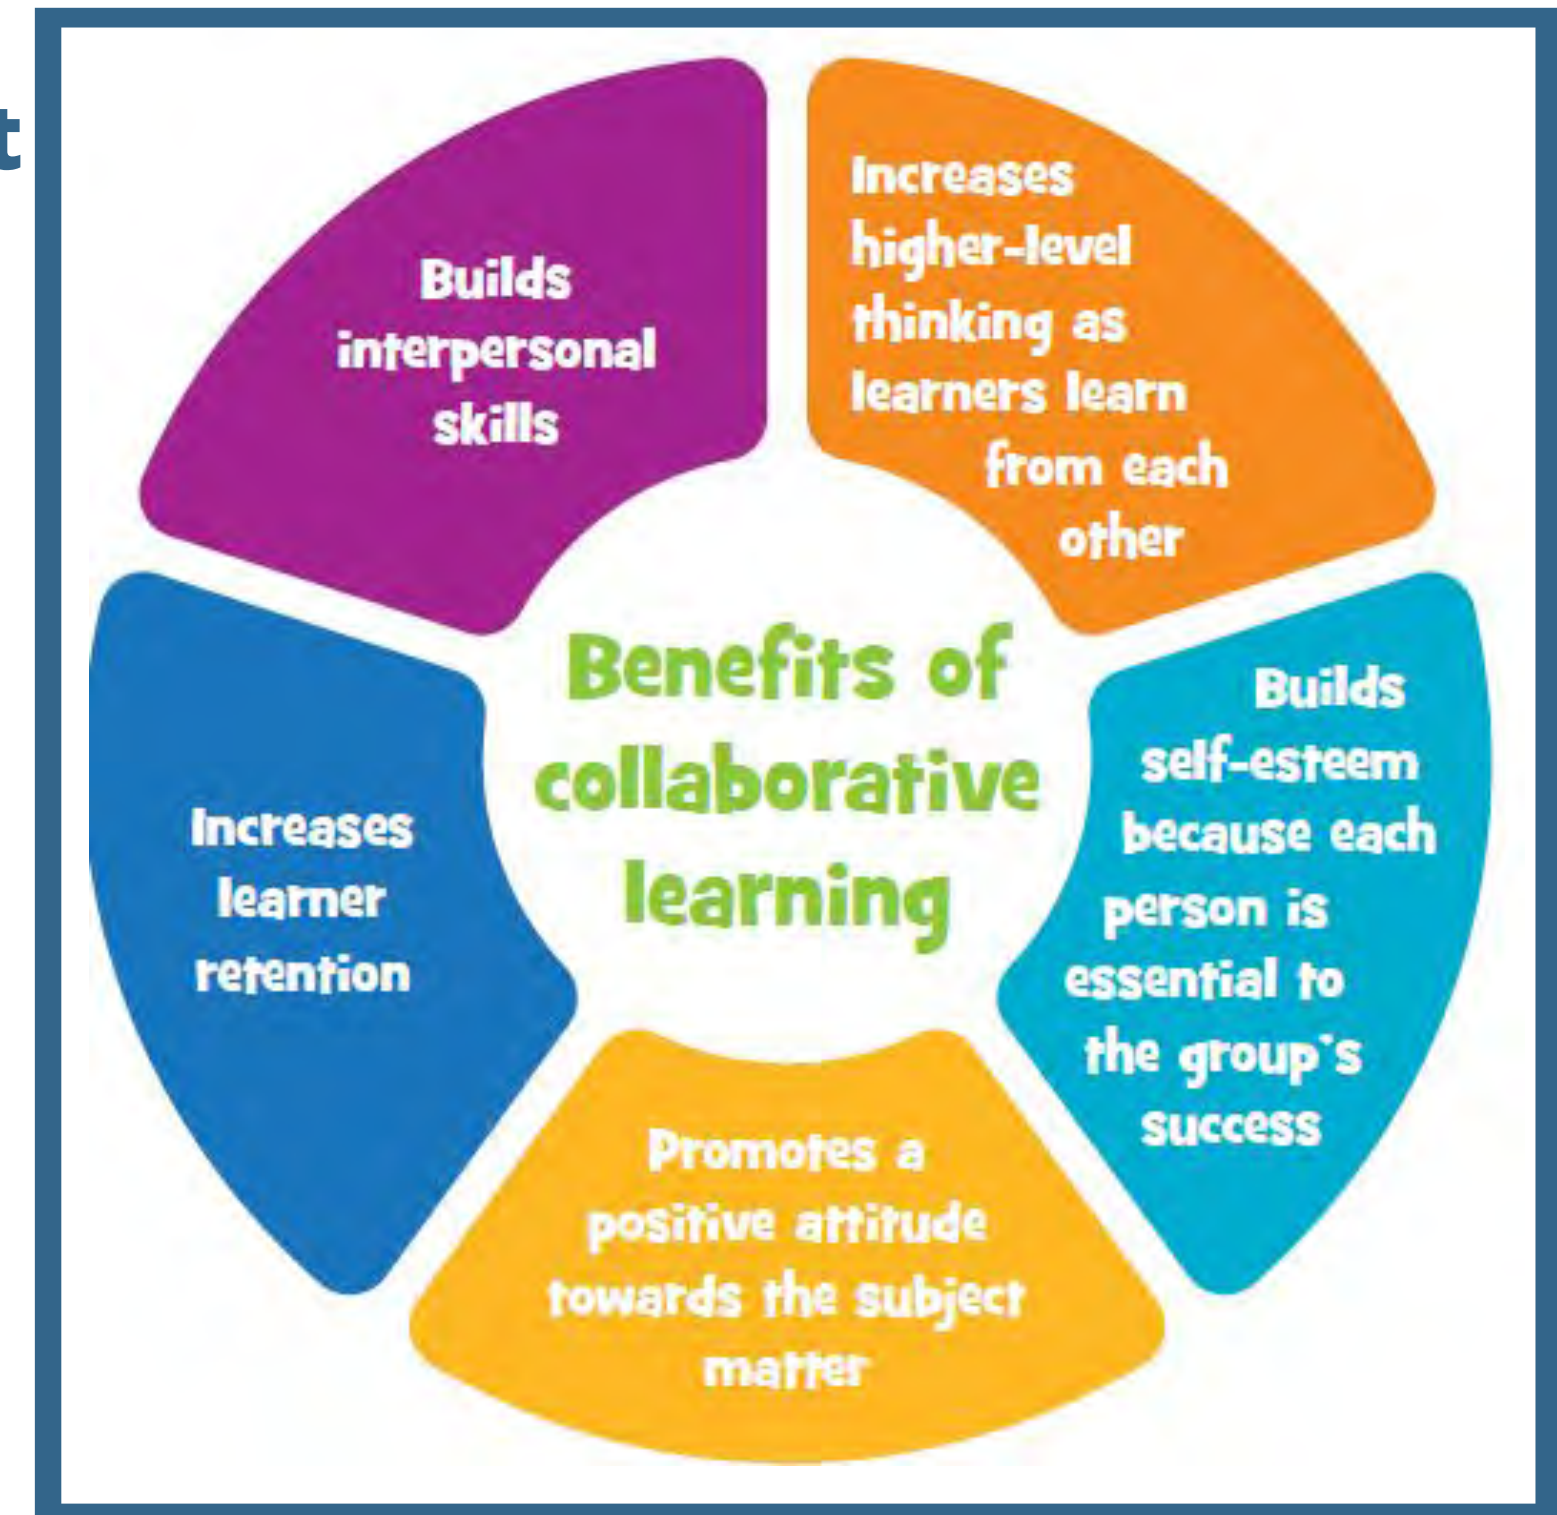 t
Builds
interpersonal
skills
Increases
higher-level
thinking as
learners learn
from each
other
Benefits of
collaborative
learning
Builds
self-esteem
because each
person is
essential to
the group's
success
Increases
learner
retention
Promotes a
positive attitude
towards the subject
matter